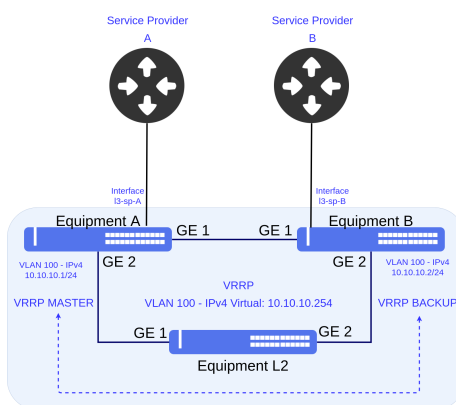 Service Provider
A
Service Provider
B
Interface
l3-sp-A
Interface
l3-sp-B
Equipment A
Equipment B
GE 1
GE 1
VLAN 100 - IPv4
10.10.10.1/24
GE 2
GE 2
VLAN 100 - IPv4
10.10.10.2/24
VRRP
VRRP MASTER
VLAN 100 - IPv4 Virtual: 10.10.10.254
VRRP BACKUP
GE 1
GE 2
Equipment L2